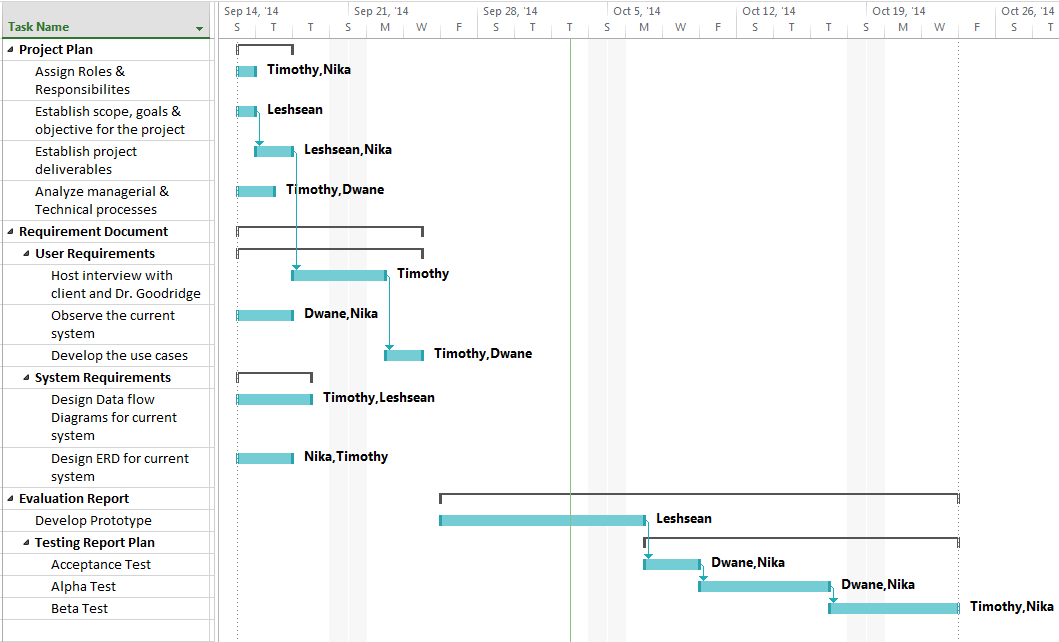 Sep 14, '14 Sep 21, '14 Sep 28, '14 Oct 5, '14 Oct 12, '14 Oct 19, '14 Oct 26, '14
Task Name S T T S M W F S T T S M W F S T T S M W F S T
Project Plan
Assign Roles &
Responsibilites
Timothy,Nika
Establish scope, goals &
objective for the project
Leshsean
Establish project
deliverables
Leshsean,Nika
Analyze managerial &
Technical processes
Timothy,Dwane
Requirement Document
User Requirements
Host interview with
client and Dr. Goodridge
Timothy
Observe the current
system
Dwane,Nika
Develop the use cases
Timothy,Dwane
System Requirements
Design Data flow
Diagrams for current
system
Timothy,Leshsean
Design ERD for current
system
Nika,Timothy
Evaluation Report
Develop Prototype
Leshsean
Testing Report Plan
Acceptance Test
Dwane,Nika
Alpha Test
Dwane,Nika
Beta Test
Timothy,Nika